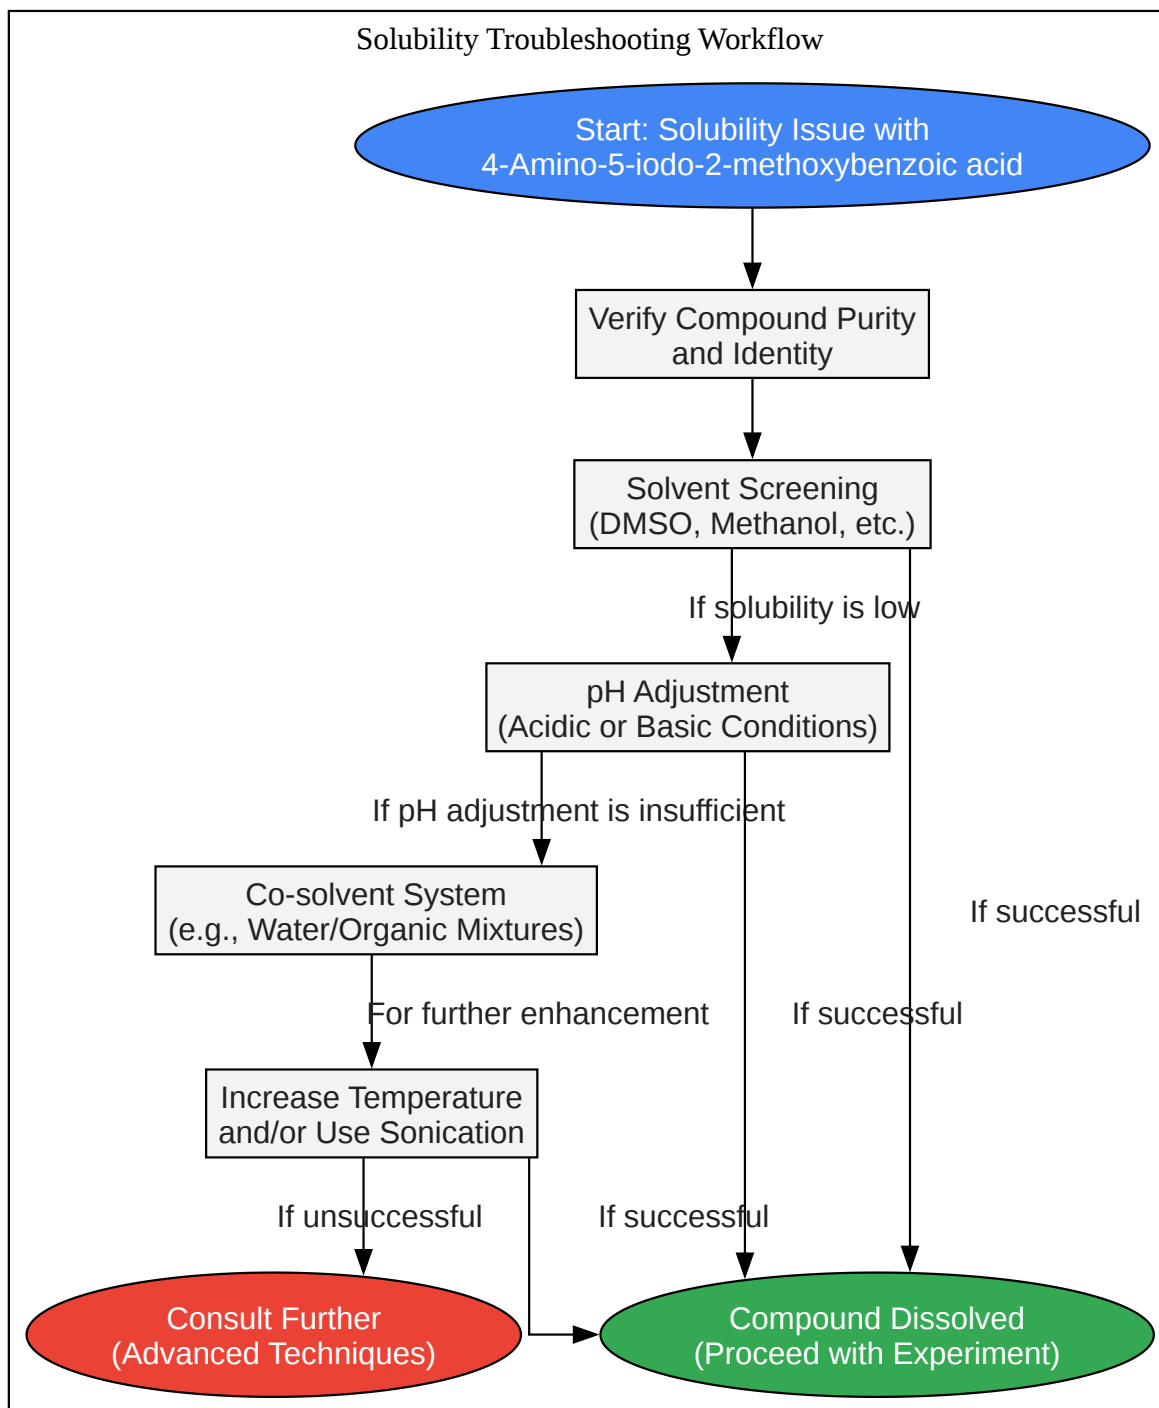 Solubility Troubleshooting Workflow
Start: Solubility Issue with
4-Amino-5-iodo-2-methoxybenzoic acid
Verify Compound Purity
and Identity
Solvent Screening
(DMSO, Methanol, etc.)
If solubility is low
pH Adjustment
(Acidic or Basic Conditions)
If pH adjustment is insufficient
Co-solvent System
(e.g., Water/Organic Mixtures)
If successful
For further enhancement
If successful
Increase Temperature
and/or Use Sonication
If unsuccessful
If successful
Consult Further
(Advanced Techniques)
Compound Dissolved
(Proceed with Experiment)